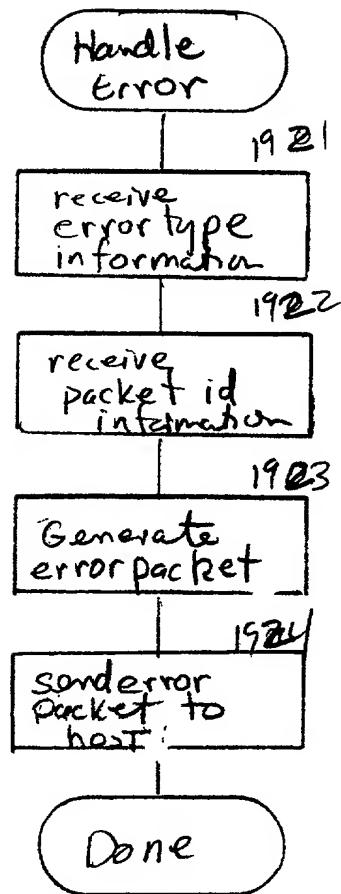 Handle
Error
1921
receive
error type
information
1922
receive
packet id
information
1923
Generate
error packet
1924
send error
packet to
host
Done